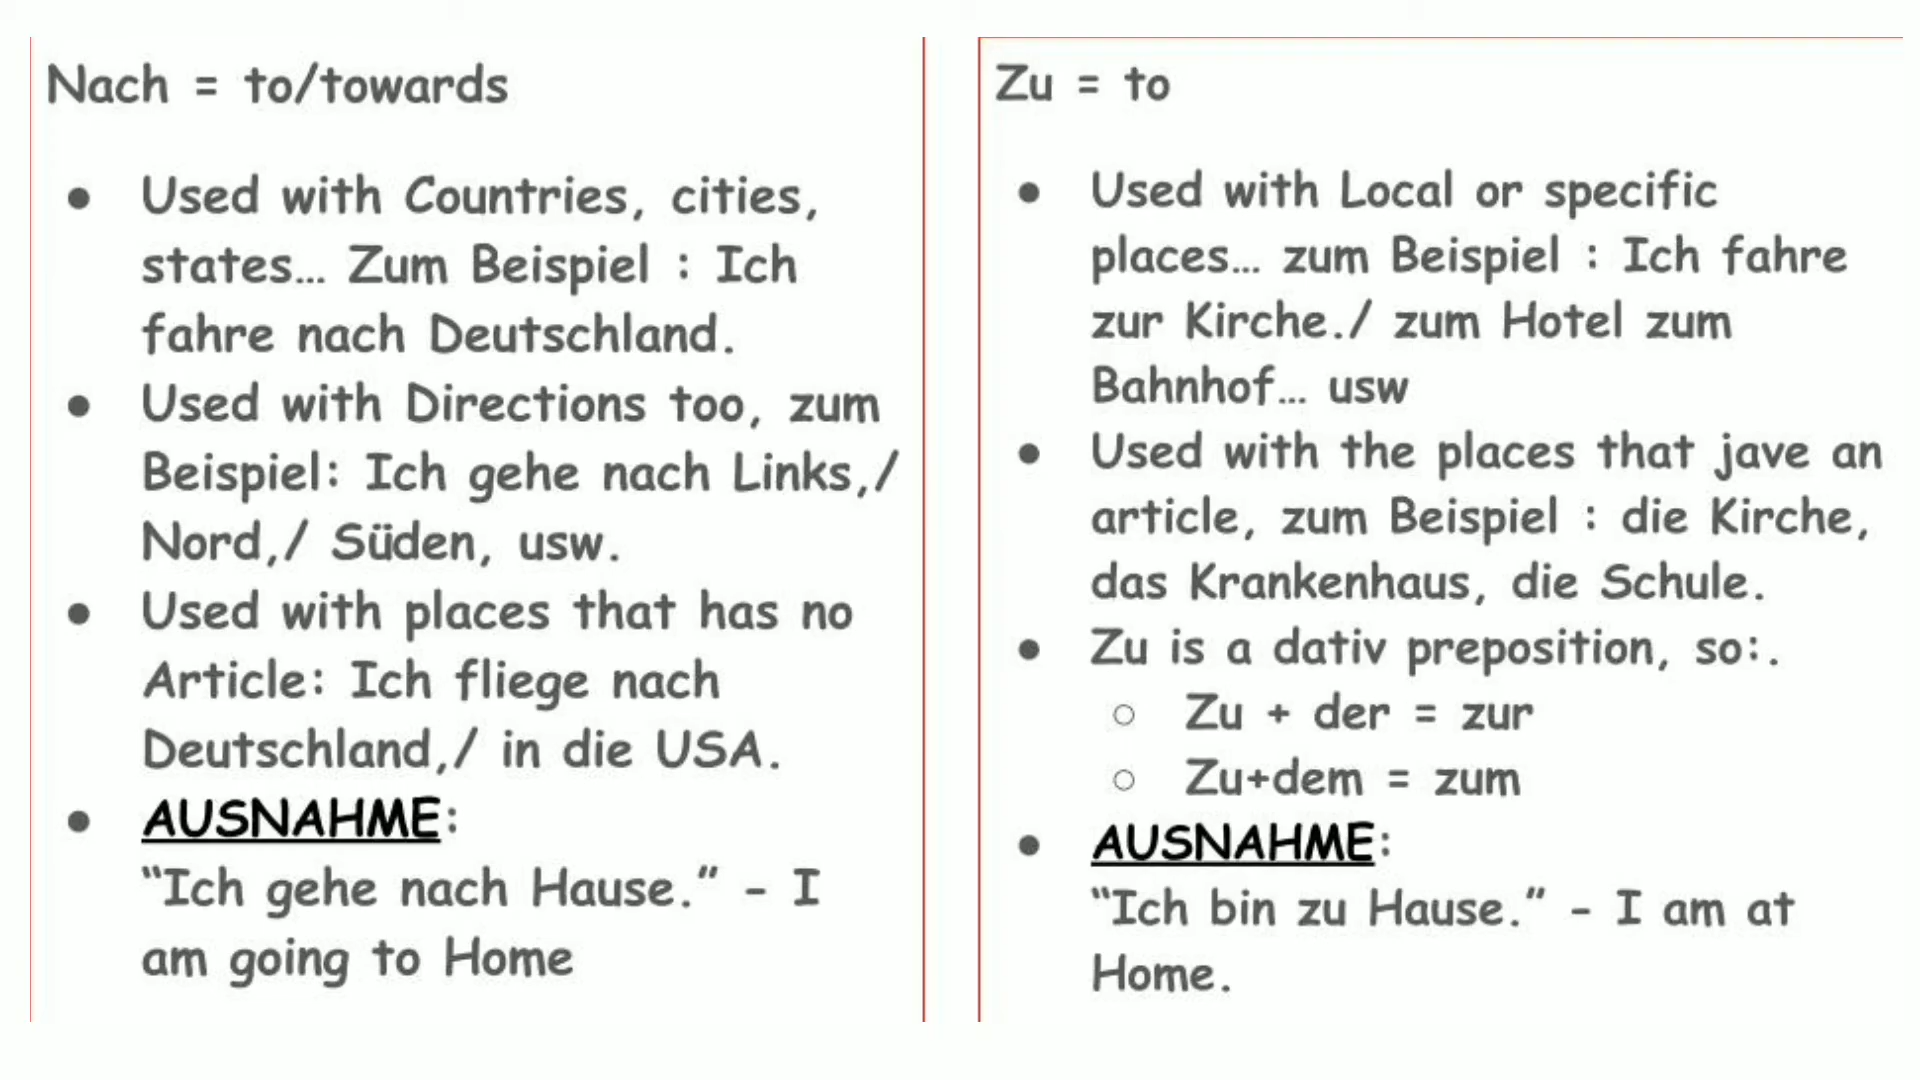 Nach = to/towards
● Used with Countries, cities,
states... Zum Beispiel : Ich
fahre nach Deutschland.
● Used with Directions too, zum
Beispiel: Ich gehe nach Links,/
Nord,/ Süden, usw.
● Used with places that has no
Article: Ich fliege nach
Deutschland,/ in die USA.
● AUSNAHME:
“Ich gehe nach Hause.” - I
am going to Home
Zu = to
● Used with Local or specific
places... zum Beispiel : Ich fahre
zur Kirche./ zum Hotel zum
Bahnhof... usw
● Used with the places that jave an
article, zum Beispiel : die Kirche,
das Krankenhaus, die Schule.
● Zu is a dativ preposition, so:.
○ Zu + der = zur
○ Zu+dem = zum
● AUSNAHME:
“Ich bin zu Hause.” - I am at
Home.